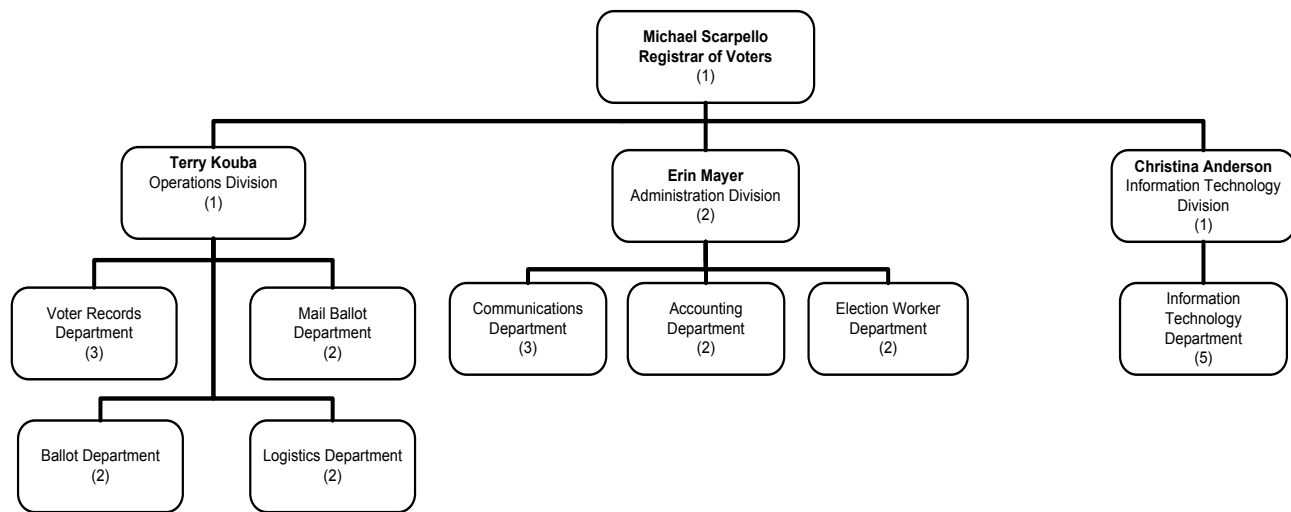 Michael Scarpello
Registrar of Voters
(1)
Terry Kouba
Operations Division
(1)
Erin Mayer
Administration Division
(2)
Christina Anderson
Information Technology
Division
(1)
Voter Records
Department
(3)
Mail Ballot
Department
(2)
Communications
Department
(3)
Accounting
Department
(2)
Election Worker
Department
(2)
Information
Technology
Department
(5)
Ballot Department
(2)
Logistics Department
(2)